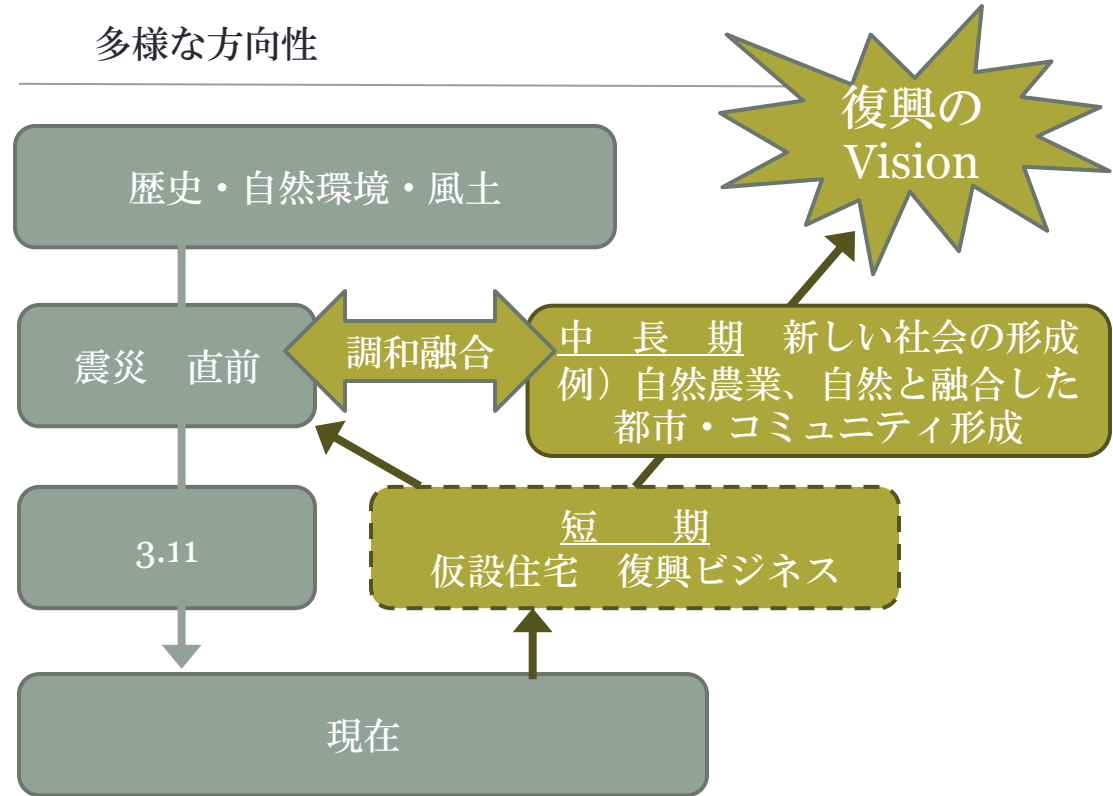 多様な方向性
復興の
Vision
歴史・自然環境・風土
震災　直前
調和融合
中　長　期　新しい社会の形成
例）自然農業、自然と融合した
都市・コミュニティ形成
3.11
短　　期
仮設住宅　復興ビジネス
現在